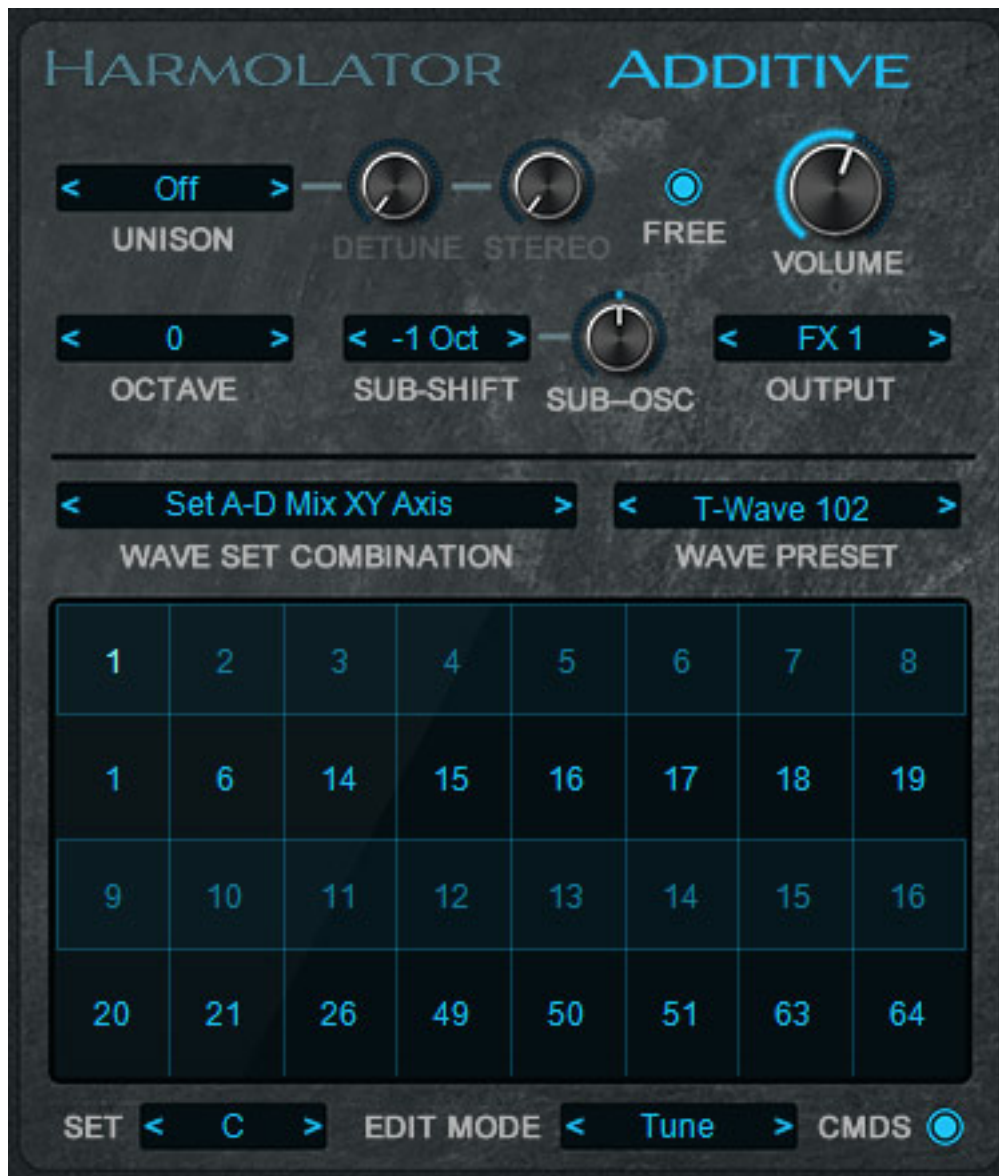 HARMOLATOR ADDITIVE
< Off >
UNISON DETUNE STEREO FREE VOLUME
< 0 > < -1 Oct > < FX 1 >
OCTAVE SUB-SHIFT SUB–OSC OUTPUT
< Set A-D Mix XY Axis > < T-Wave 102 >
WAVE SET COMBINATION WAVE PRESET
1 2 3 4 5 6 7 8
1 6 14 15 16 17 18 19
9 10 11 12 13 14 15 16
20 21 26 49 50 51 63 64
SET < C > EDIT MODE < Tune > CMDS